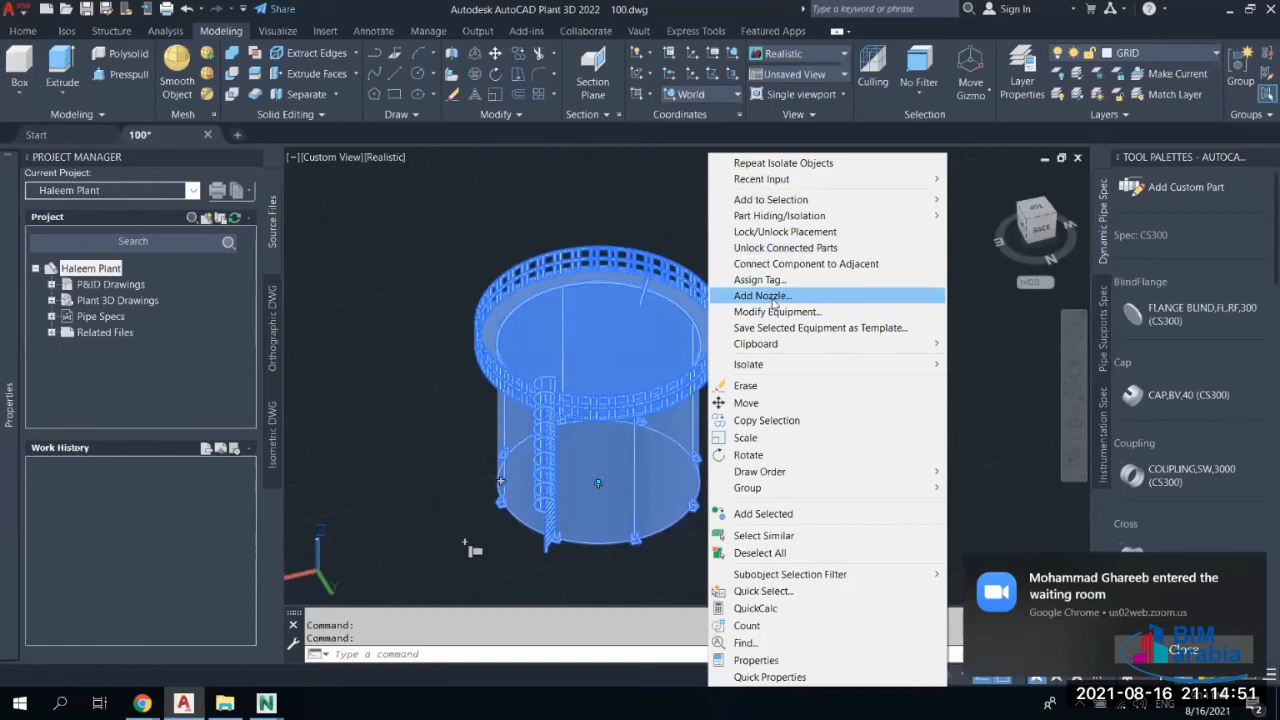 Share
Autodesk AutoCAD Plant 3D 2022 100.dwg
Type a keyword or phrase
Sign In
Home
Isos
Structure
Analysis
Modeling
Visualize
Insert
Annotate
Manage
Output
Add-ins
Collaborate
Vault
Express Tools
Featured Apps
Box
Extrude
Polysolid
Presspull
Modeling
Smooth
Object
Mesh
Extract Edges
Extract Faces
Separate
Solid Editing
Draw
Modify
Section
Plane
Section
World
Coordinates
Realistic
Unsaved View
Single viewport
View
Culling
No Filter
Move
Gizmo
Selection
Layer
Properties
GRID
Make Current
Match Layer
Layers
Group
Groups
Start
100*
PROJECT MANAGER
Current Project:
Haleem Plant
Project
Search
Haleem Plant
P&ID Drawings
Plant 3D Drawings
Pipe Specs
Related Files
Work History
Source Files
Orthographic DWG
Isometric DWG
Properties
[−][Custom View][Realistic]
Repeat Isolate Objects
Recent Input
Add to Selection
Part Hiding/Isolation
Lock/Unlock Placement
Unlock Connected Parts
Connect Component to Adjacent
Assign Tag...
Add Nozzle...
Modify Equipment...
Save Selected Equipment as Template...
Clipboard
Isolate
Erase
Move
Copy Selection
Scale
Rotate
Draw Order
Group
Add Selected
Select Similar
Deselect All
Subobject Selection Filter
Quick Select...
QuickCalc
Count
Find...
Properties
Quick Properties
BACK
WCS
Z
Y
Command:
Command:
Type a command
TOOL PALETTES - AUTOCA...
Add Custom Part
Spec: CS300
BlindFlange
FLANGE BLIND,FL,RF,300
(CS300)
Cap
CAP,BV,40 (CS300)
Coupling
COUPLING,SW,3000
(CS300)
Cross
Dynamic Pipe Spec
Pipe Supports Spec
Instrumentation Spec
Mohammad Ghareeb entered the
waiting room
Google Chrome • us02web.zoom.us
Close
BIM
arabia
2021-08-16 21:14:51
ENG
8/16/2021
2